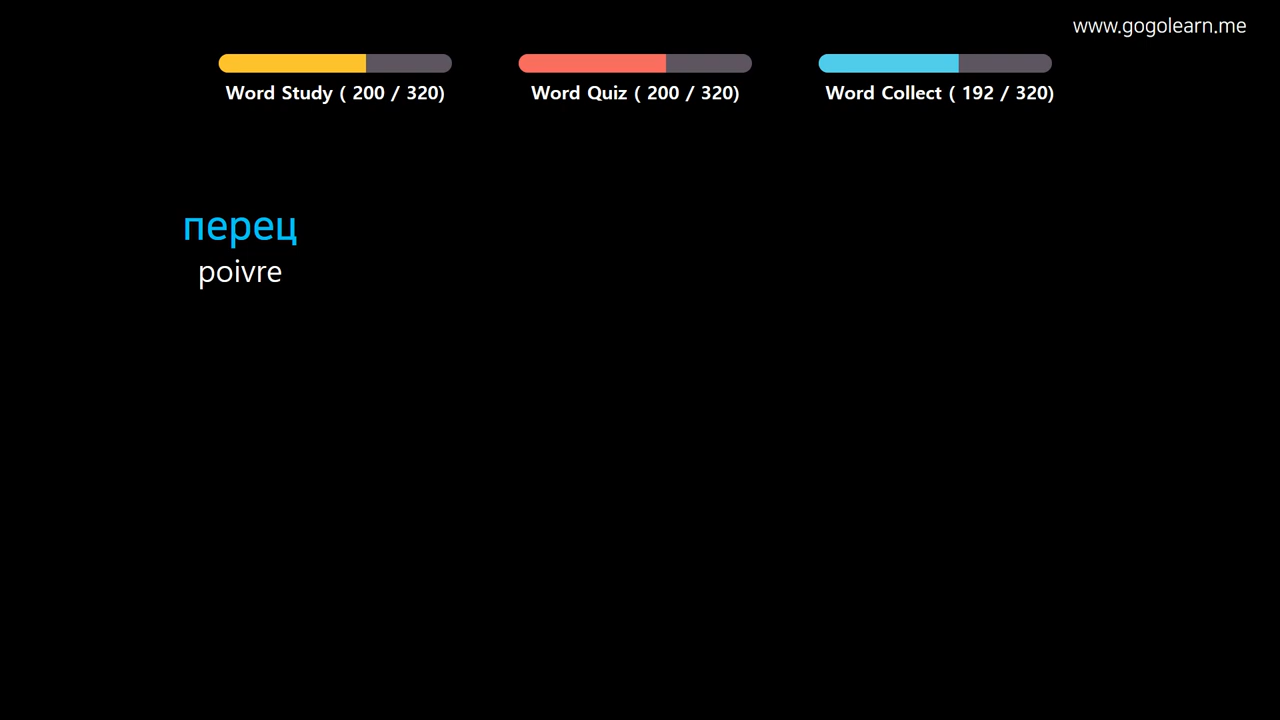 www.gogolearn.me
Word Study ( 200 / 320)
Word Quiz ( 200 / 320)
Word Collect ( 192 / 320)
перец
poivre